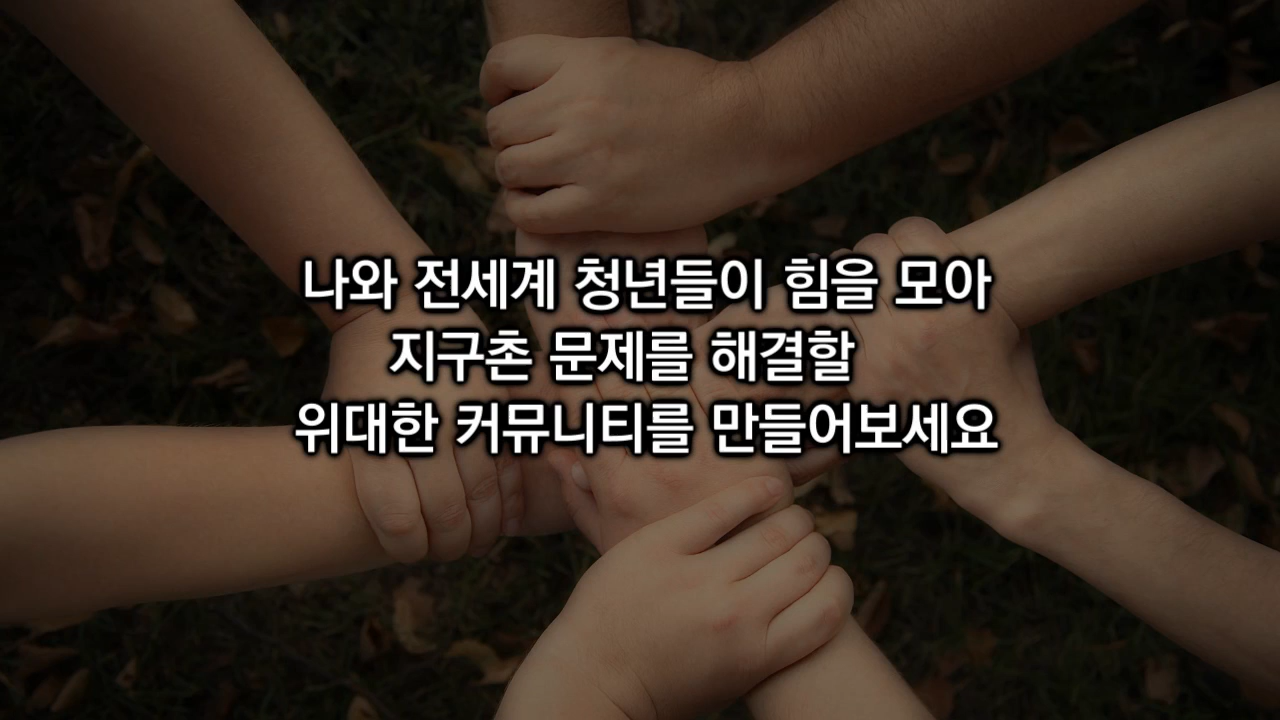 나와 전세계 청년들이 힘을 모아
지구촌 문제를 해결할
위대한 커뮤니티를 만들어보세요